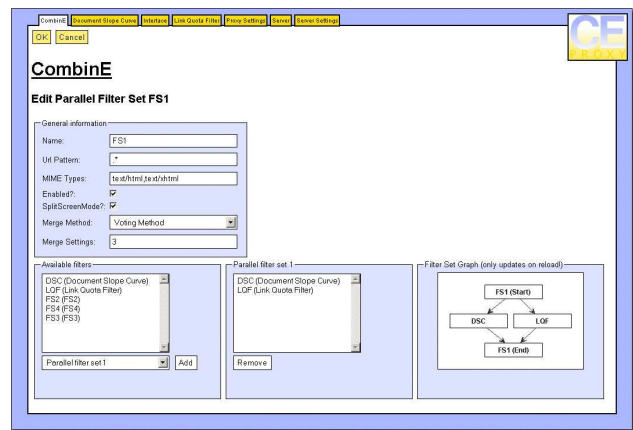 CombinE Document Slope Curve Interface Link Quota Filter Proxy Settings Server Server Settings
OK Cancel
CE
PROXY
CombinE
Edit Parallel Filter Set FS1
General information
Name: FS1
Url Pattern: .*
MIME Types: text/html,text/xhtml
Enabled?:
SplitScreenMode?:
Merge Method: Voting Method
Merge Settings: 3
Available filters
DSC (Document Slope Curve)
LQF (Link Quota Filter)
FS2 (FS2)
FS4 (FS4)
FS3 (FS3)
Parallel filter set 1 Add
Parallel filter set 1
DSC (Document Slope Curve)
LQF (Link Quota Filter)
Remove
Filter Set Graph (only updates on reload!)
FS1 (Start)
DSC LQF
FS1 (End)